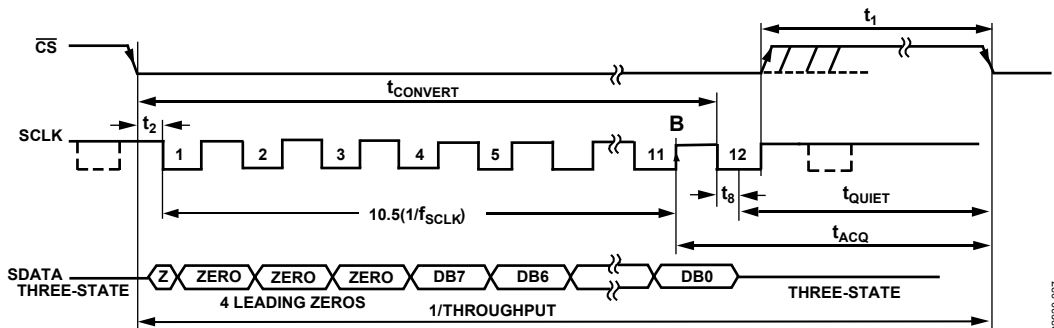 t1
CS
tCONVERT
t2
B
SCLK
1 2 3 4 5 11 12
t8
tQUIET
10.5(1/fSCLK)
tACQ
SDATA
Z ZERO ZERO ZERO DB7 DB6 DB0
THREE-STATE
THREE-STATE
4 LEADING ZEROS
1/THROUGHPUT